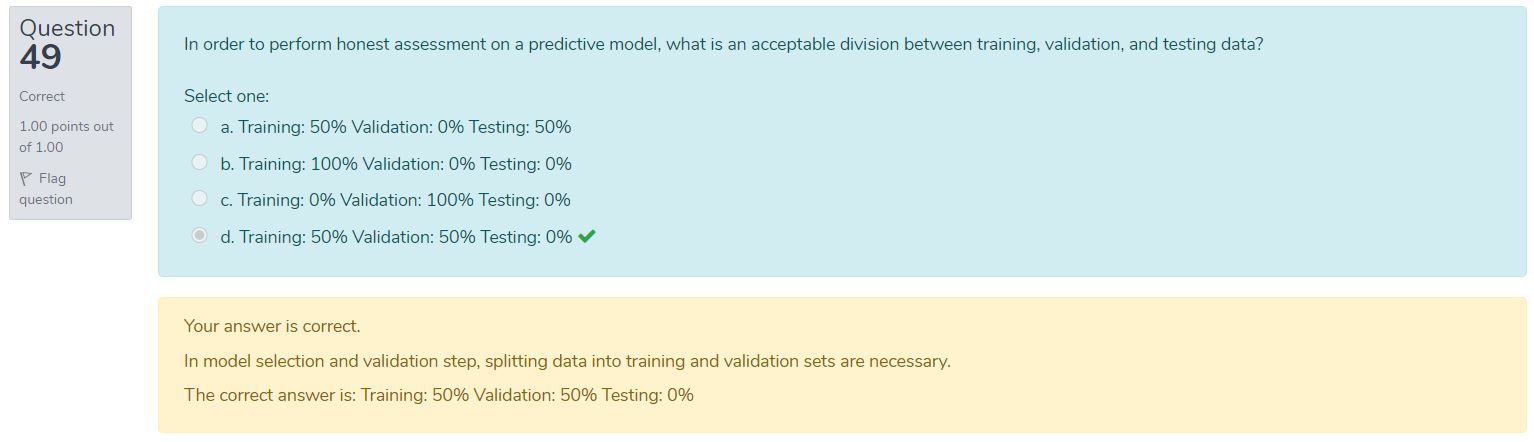 Question
49
Correct
1.00 points out
of 1.00
Flag
question
In order to perform honest assessment on a predictive model, what is an acceptable division between training, validation, and testing data?
Select one:
a. Training: 50% Validation: 0% Testing: 50%
b. Training: 100% Validation: 0% Testing: 0%
c. Training: 0% Validation: 100% Testing: 0%
d. Training: 50% Validation: 50% Testing: 0%
Your answer is correct.
In model selection and validation step, splitting data into training and validation sets are necessary.
The correct answer is: Training: 50% Validation: 50% Testing: 0%